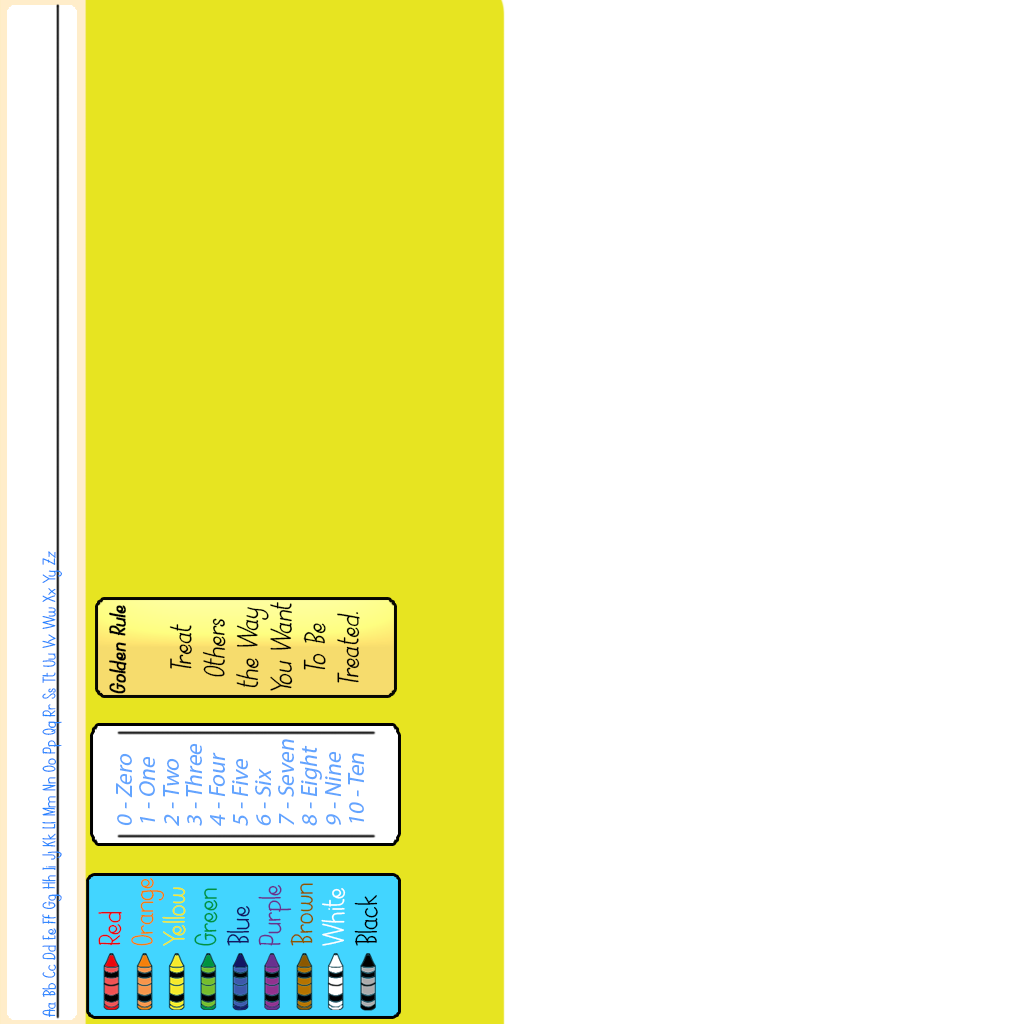 Aa Bb Cc Dd Ee Ff Gg Hh Ii Jj Kk Ll Mm Nn Oo Pp Qq Rr Ss Tt Uu Vv Ww Xx Yy Zz
Red
Orange
Yellow
Green
Blue
Purple
Brown
White
Black
0 - Zero
1 - One
2 - Two
3 - Three
4 - Four
5 - Five
6 - Six
7 - Seven
8 - Eight
9 - Nine
10 - Ten
Golden Rule
Treat
Others
the Way
You Want
To Be
Treated.